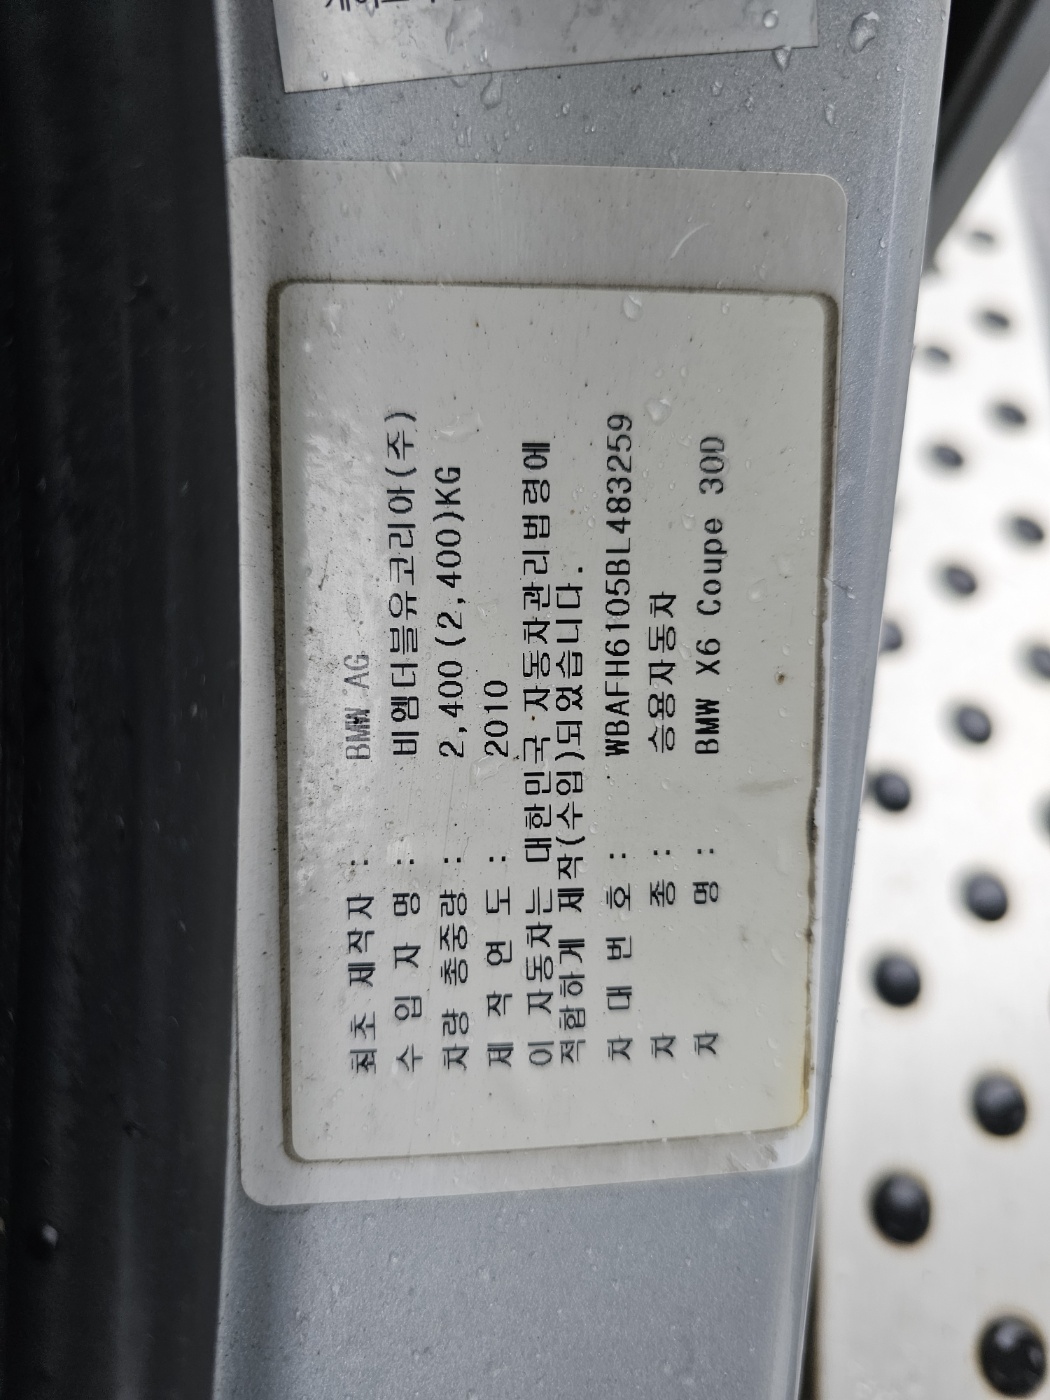 최초 제작자 : BMW AG
수 입 자 명 : 비엠더블유코리아(주)
차량 총중량 : 2,400(2,400)KG
제 작 연 도 : 2010
이 자동차는 대한민국 자동차관리법령에
적합하게 제작(수입)되었습니다.
차 대 번 호 : WBAFH6105BL483259
차 종 : 승용자동차
차 명 : BMW X6 Coupe 30D